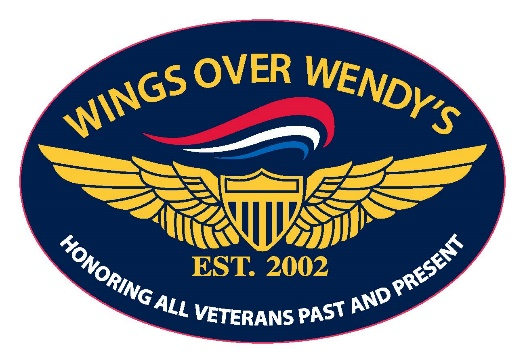 WINGS OVER WENDY'S
EST. 2002
HONORING ALL VETERANS PAST AND PRESENT